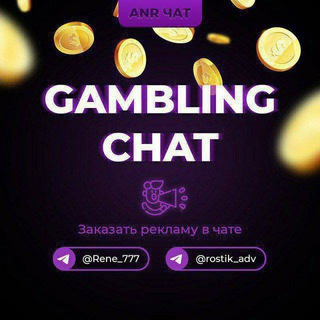 ANR ЧАТ
GAMBLING
CHAT
Заказать рекламу в чате
@Rene_777 @rostik_adv